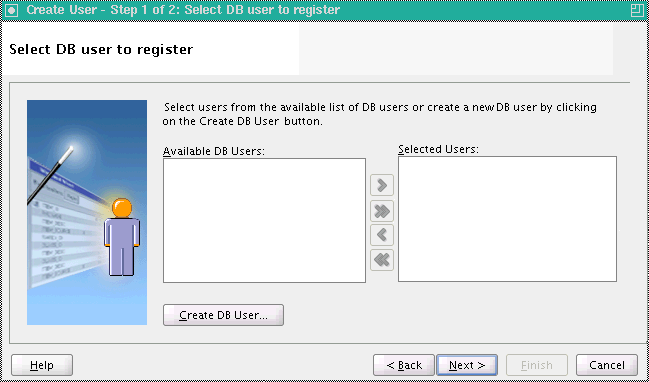 Create User - Step 1 of 2: Select DB user to register
Select DB user to register
Select users from the available list of DB users or create a new DB user by clicking
on the Create DB User button.
Available DB Users:
Selected Users:
Create DB User...
Help
< Back
Next >
Finish
Cancel